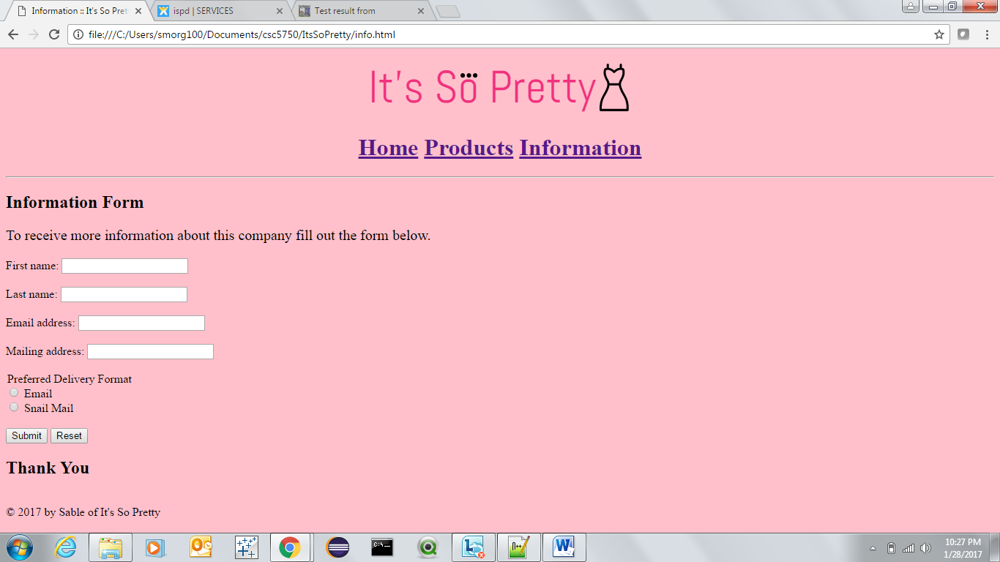 Information :: It's So Pret
ispd | SERVICES
Test result from
file:///C:/Users/smorg100/Documents/csc5750/ItsSoPretty/info.html
It's So Pretty
Home Products Information
Information Form
To receive more information about this company fill out the form below.
First name:
Last name:
Email address:
Mailing address:
Preferred Delivery Format
Email
Snail Mail
Submit Reset
Thank You
© 2017 by Sable of It's So Pretty
10:27 PM
1/28/2017